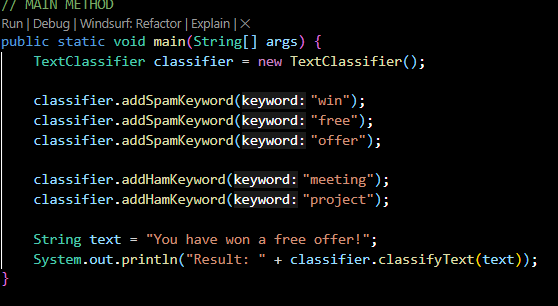 // MAIN METHOD
Run | Debug | Windsurf: Refactor | Explain | ×
public static void main(String[] args) {
TextClassifier classifier = new TextClassifier();
classifier.addSpamKeyword(keyword: "win");
classifier.addSpamKeyword(keyword: "free");
classifier.addSpamKeyword(keyword: "offer");
classifier.addHamKeyword(keyword: "meeting");
classifier.addHamKeyword(keyword: "project");
String text = "You have won a free offer!";
System.out.println("Result: " + classifier.classifyText(text));
}